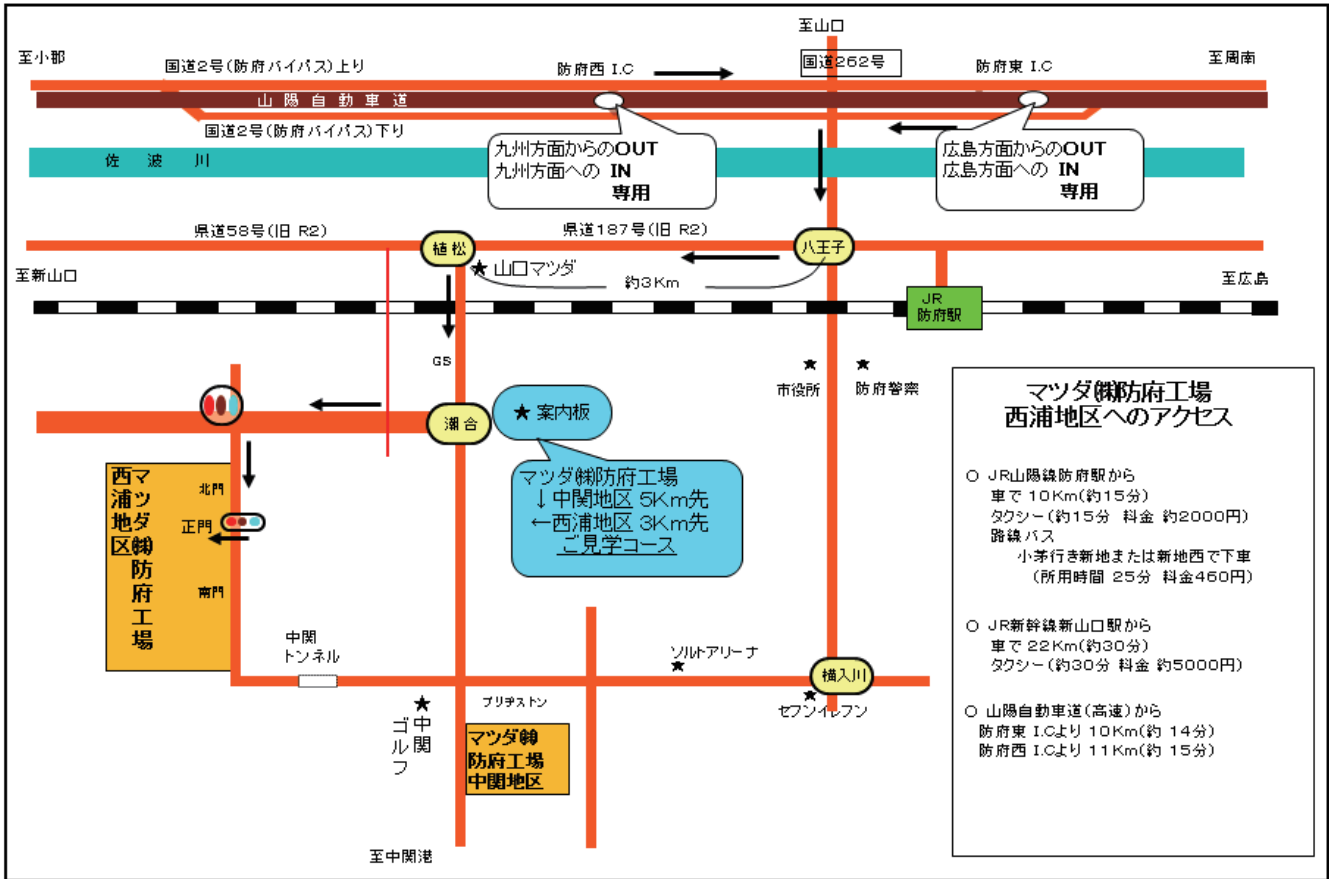 至山口
至小郡
国道2号(防府バイパス)上り
防府西 I.C
国道262号
防府東 I.C
至周南
山陽自動車道
国道2号(防府バイパス)下り
佐波川
九州方面からのOUT
九州方面への IN
専用
広島方面からのOUT
広島方面への IN
専用
県道58号(旧 R2)
植松
県道187号(旧 R2)
八王子
★山口マツダ
約3Km
至新山口
至広島
JR
防府駅
GS
★
市役所
★
防府警察
潮合
★案内板
マツダ㈱防府工場
↓中関地区 5Km先
←西浦地区 3Km先
ご見学コース
マツダ㈱防府工場
西浦地区
北門
正門
南門
中関
トンネル
ソルトアリーナ
★
横入川
★
セブンイレブン
★中関
ゴルフ
ブリヂストン
マツダ㈱
防府工場
中関地区
至中関港
マツダ㈱防府工場
西浦地区へのアクセス
○ JR山陽線防府駅から
車で 10Km(約15分)
タクシー(約15分 料金 約2000円)
路線バス
小茅行き新地または新地西で下車
(所用時間 25分 料金460円)
○ JR新幹線新山口駅から
車で 22Km(約30分)
タクシー(約30分 料金 約5000円)
○ 山陽自動車道(高速)から
防府東 I.Cより 10Km(約 14分)
防府西 I.Cより 11Km(約 15分)